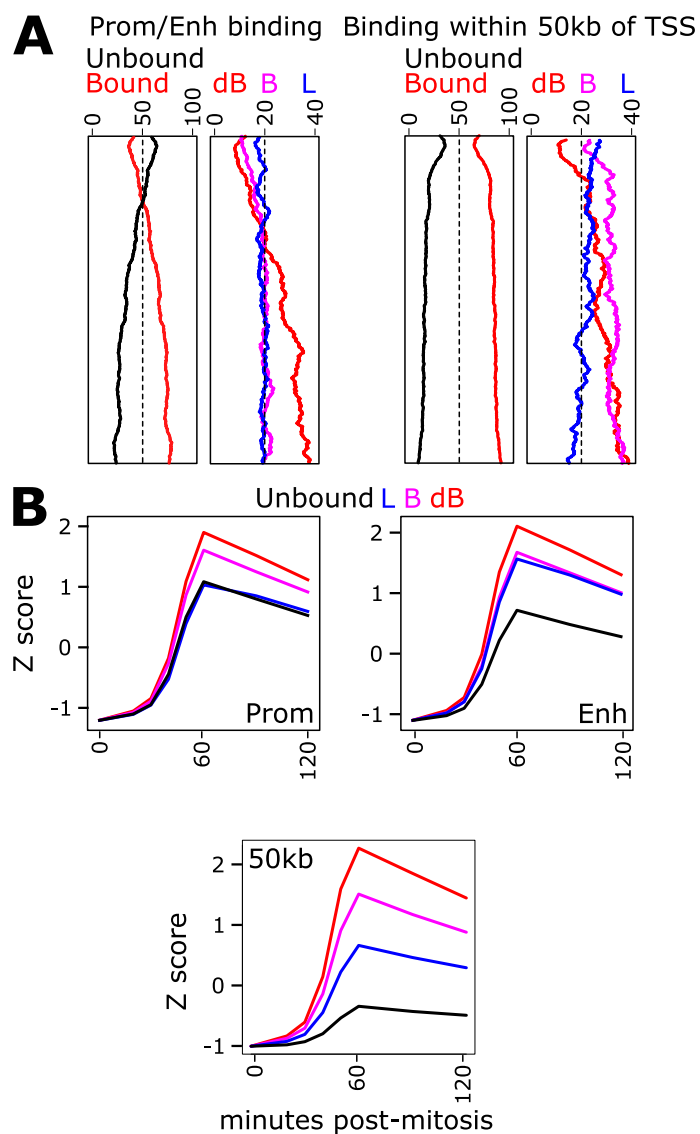 A
Prom/Enh binding Binding within 50kb of TSS
Unbound Unbound
Bound dB B L Bound dB B L
0 50 100 0 20 40 0 50 100 0 20 40
B
Unbound L B dB
Z score
2
1
0
-1
Prom
0 60 120
2
1
0
-1
Enh
0 60 120
50kb
Z score
2
1
0
-1
0 60 120
minutes post-mitosis